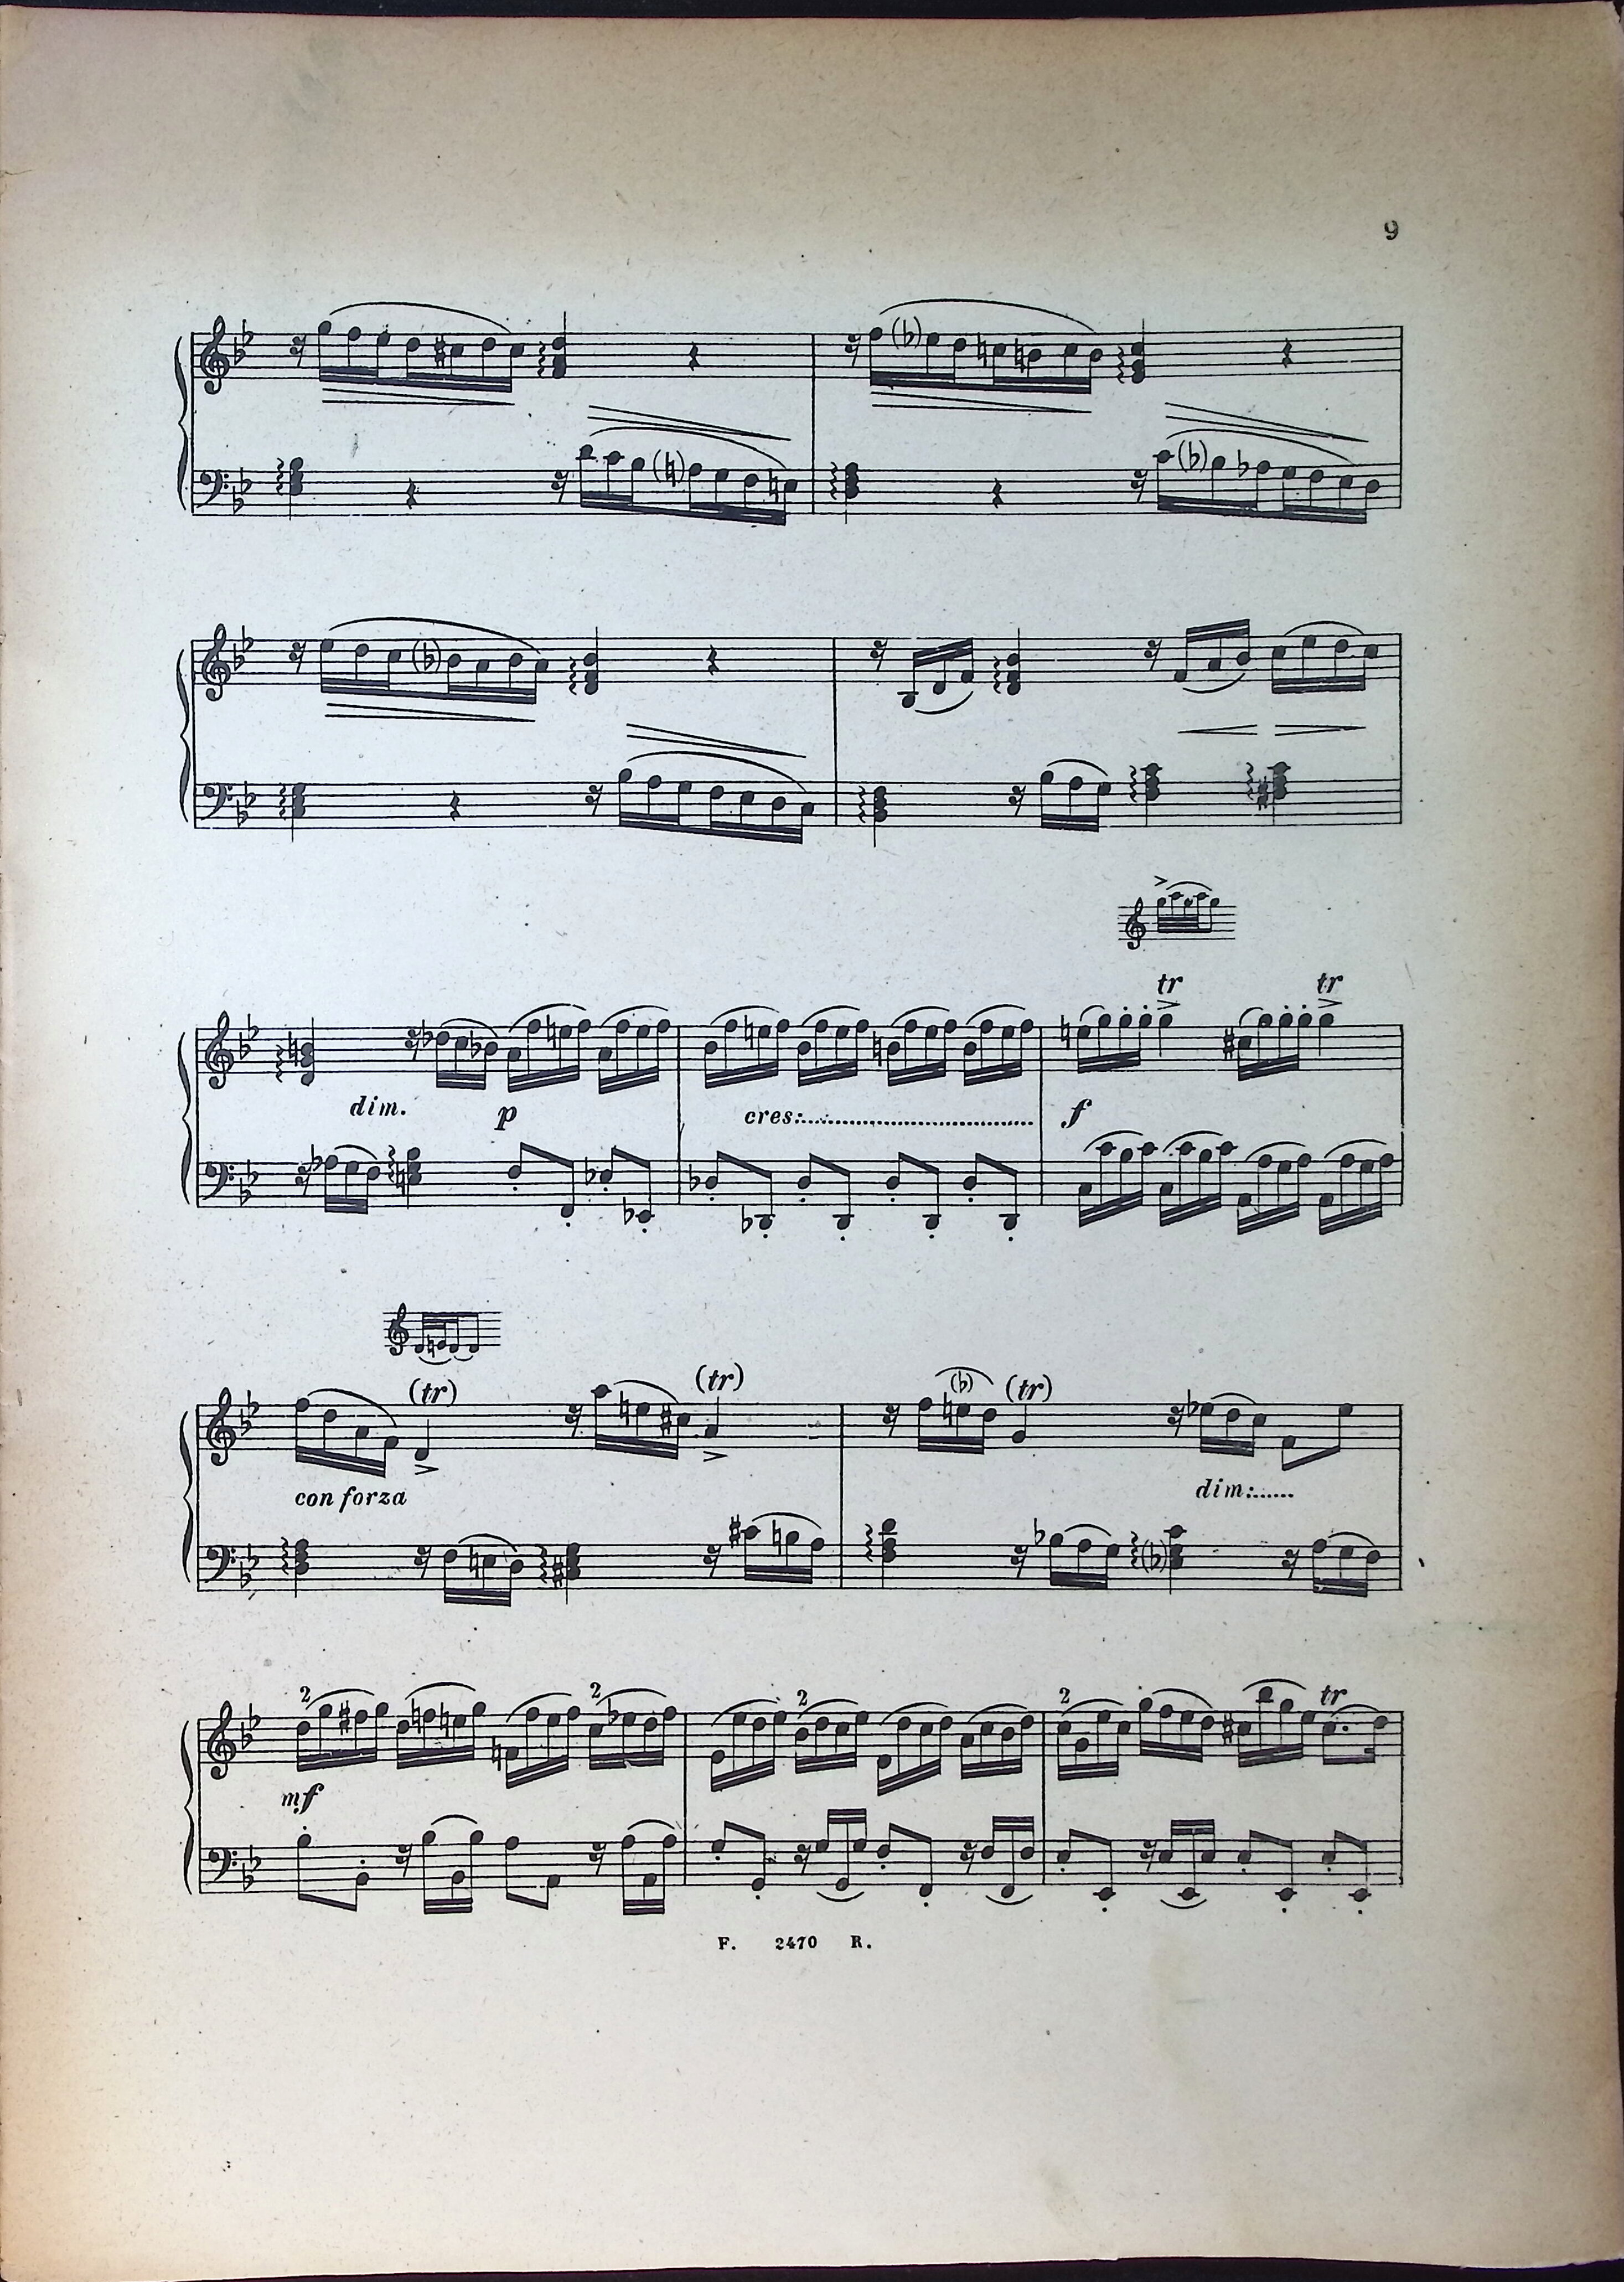 9
tr tr
dim. p cres:................................ f
(tr) (tr) (tr)
con forza dim:......
2 2 2 2 tr
mf
F. 2470 R.